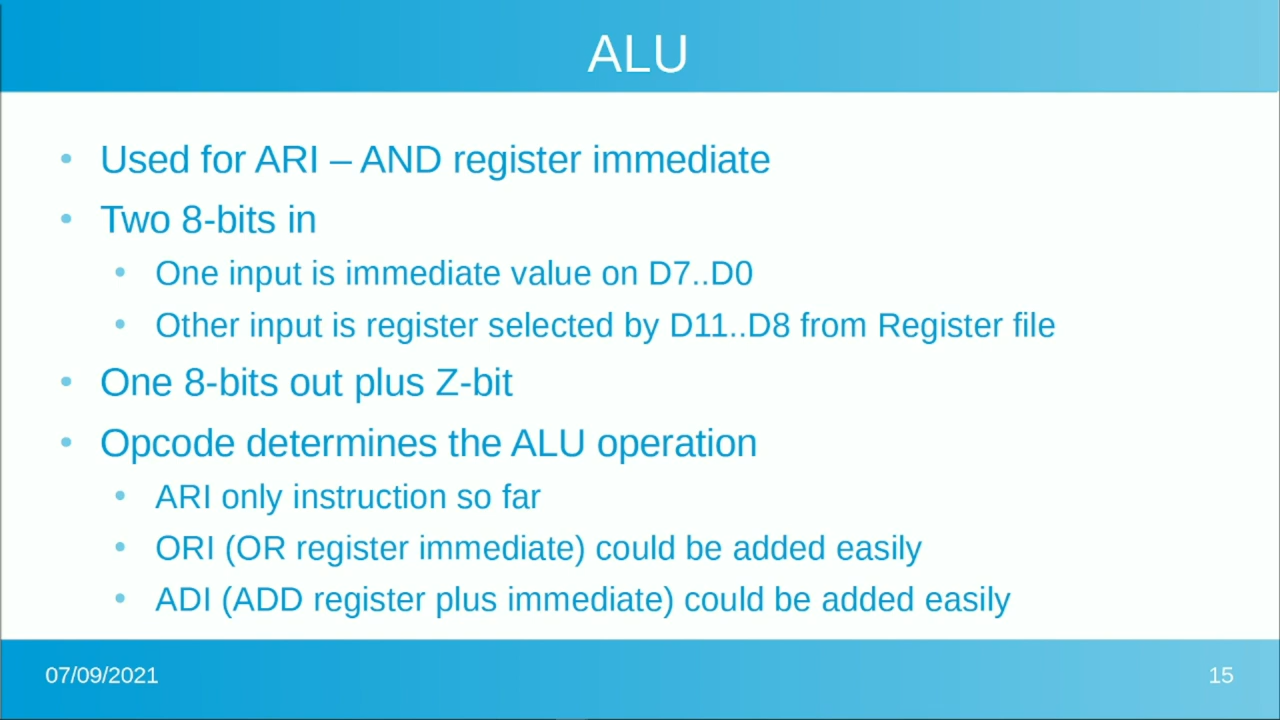 ALU
• Used for ARI – AND register immediate
• Two 8-bits in
• One input is immediate value on D7..D0
• Other input is register selected by D11..D8 from Register file
• One 8-bits out plus Z-bit
• Opcode determines the ALU operation
• ARI only instruction so far
• ORI (OR register immediate) could be added easily
• ADI (ADD register plus immediate) could be added easily
07/09/2021
15